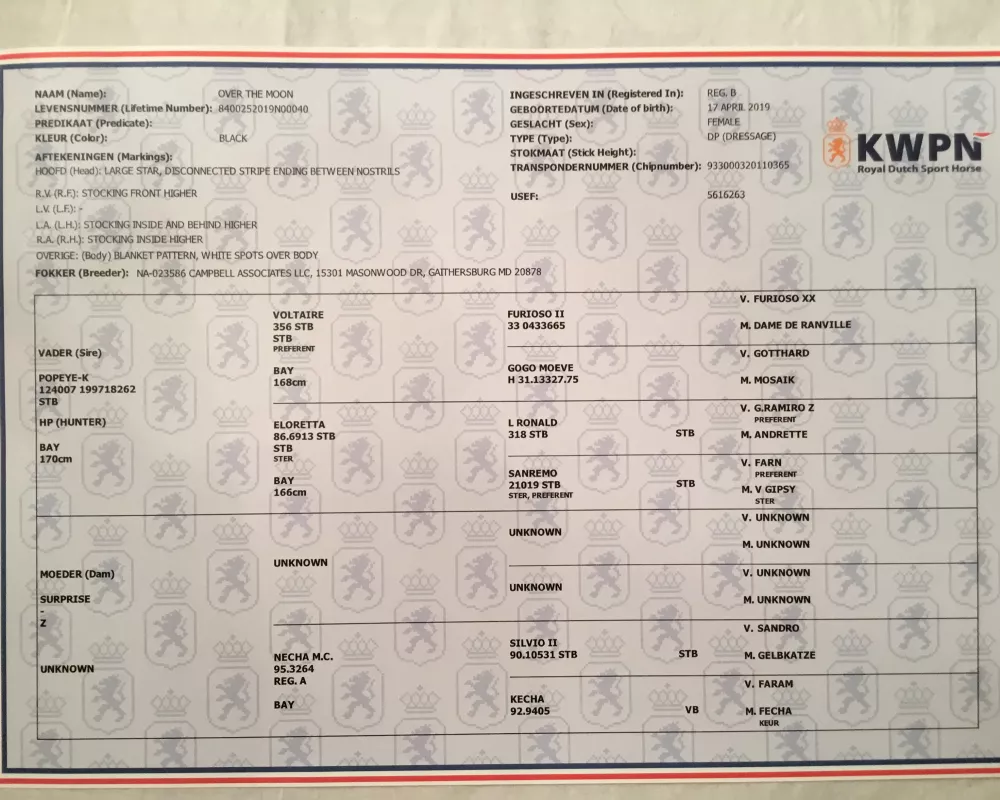 NAAM (Name): OVER THE MOON
LEVENSNUMMER (Lifetime Number): 8400252019N00040
PREDIKAAT (Predicate):
KLEUR (Color): BLACK
AFTEKENINGEN (Markings):
HOOFD (Head): LARGE STAR, DISCONNECTED STRIPE ENDING BETWEEN NOSTRILS
R.V. (R.F.): STOCKING FRONT HIGHER
L.V. (L.F.): -
L.A. (L.H.): STOCKING INSIDE AND BEHIND HIGHER
R.A. (R.H.): STOCKING INSIDE HIGHER
OVERIGE: (Body) BLANKET PATTERN, WHITE SPOTS OVER BODY
FOKKER (Breeder): NA-023586 CAMPBELL ASSOCIATES LLC, 15301 MASONWOOD DR, GAITHERSBURG MD 20878
INGESCHREVEN IN (Registered In): REG. B
GEBOORTEDATUM (Date of birth): 17 APRIL 2019
GESLACHT (Sex): FEMALE
TYPE (Type): DP (DRESSAGE)
STOKMAAT (Stick Height):
TRANSPONDERNUMMER (Chipnumber): 933000320110365
USEF: 5616263
KWPN
Royal Dutch Sport Horse
VADER (Sire)
POPEYE-K
124007 199718262
STB
HP (HUNTER)
BAY
170cm
VOLTAIRE
356 STB
STB
PREFERENT
BAY
168cm
ELORETTA
86.6913 STB
STB
STER
BAY
166cm
FURIOSO II
33 0433665
GOGO MOEVE
H 31.13327.75
L RONALD
318 STB STB
SANREMO
21019 STB STB
STER, PREFERENT
V. FURIOSO XX
M. DAME DE RANVILLE
V. GOTTHARD
M. MOSAIK
V. G.RAMIRO Z
PREFERENT
M. ANDRETTE
V. FARN
PREFERENT
M. V GIPSY
STER
MOEDER (Dam)
SURPRISE
-
Z
UNKNOWN
UNKNOWN
NECHA M.C.
95.3264
REG. A
BAY
UNKNOWN
UNKNOWN
SILVIO II
90.10531 STB STB
KECHA
92.9405 VB
V. UNKNOWN
M. UNKNOWN
V. UNKNOWN
M. UNKNOWN
V. SANDRO
M. GELBKATZE
V. FARAM
M. FECHA
KEUR